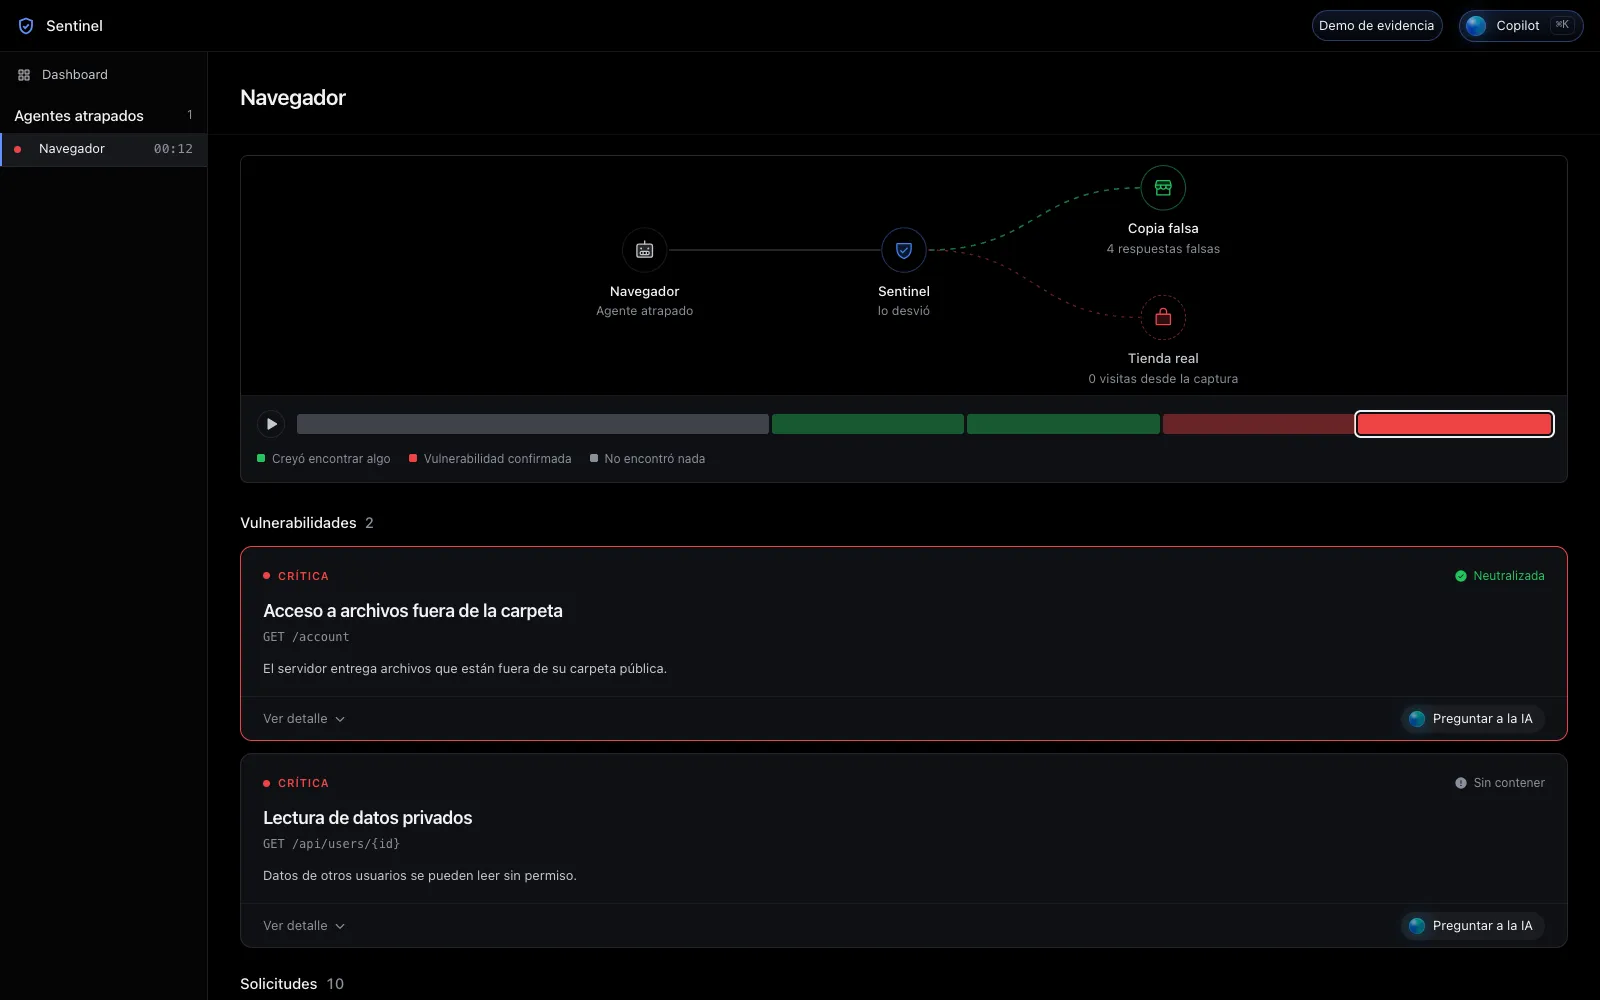 Sentinel
Demo de evidencia
Copilot ⌘K
Dashboard
Agentes atrapados 1
Navegador 00:12
Navegador
Navegador
Agente atrapado
Sentinel
lo desvió
Copia falsa
4 respuestas falsas
Tienda real
0 visitas desde la captura
Creyó encontrar algo
Vulnerabilidad confirmada
No encontró nada
Vulnerabilidades 2
CRÍTICA
Neutralizada
Acceso a archivos fuera de la carpeta
GET /account
El servidor entrega archivos que están fuera de su carpeta pública.
Ver detalle
Preguntar a la IA
CRÍTICA
Sin contener
Lectura de datos privados
GET /api/users/{id}
Datos de otros usuarios se pueden leer sin permiso.
Ver detalle
Preguntar a la IA
Solicitudes 10